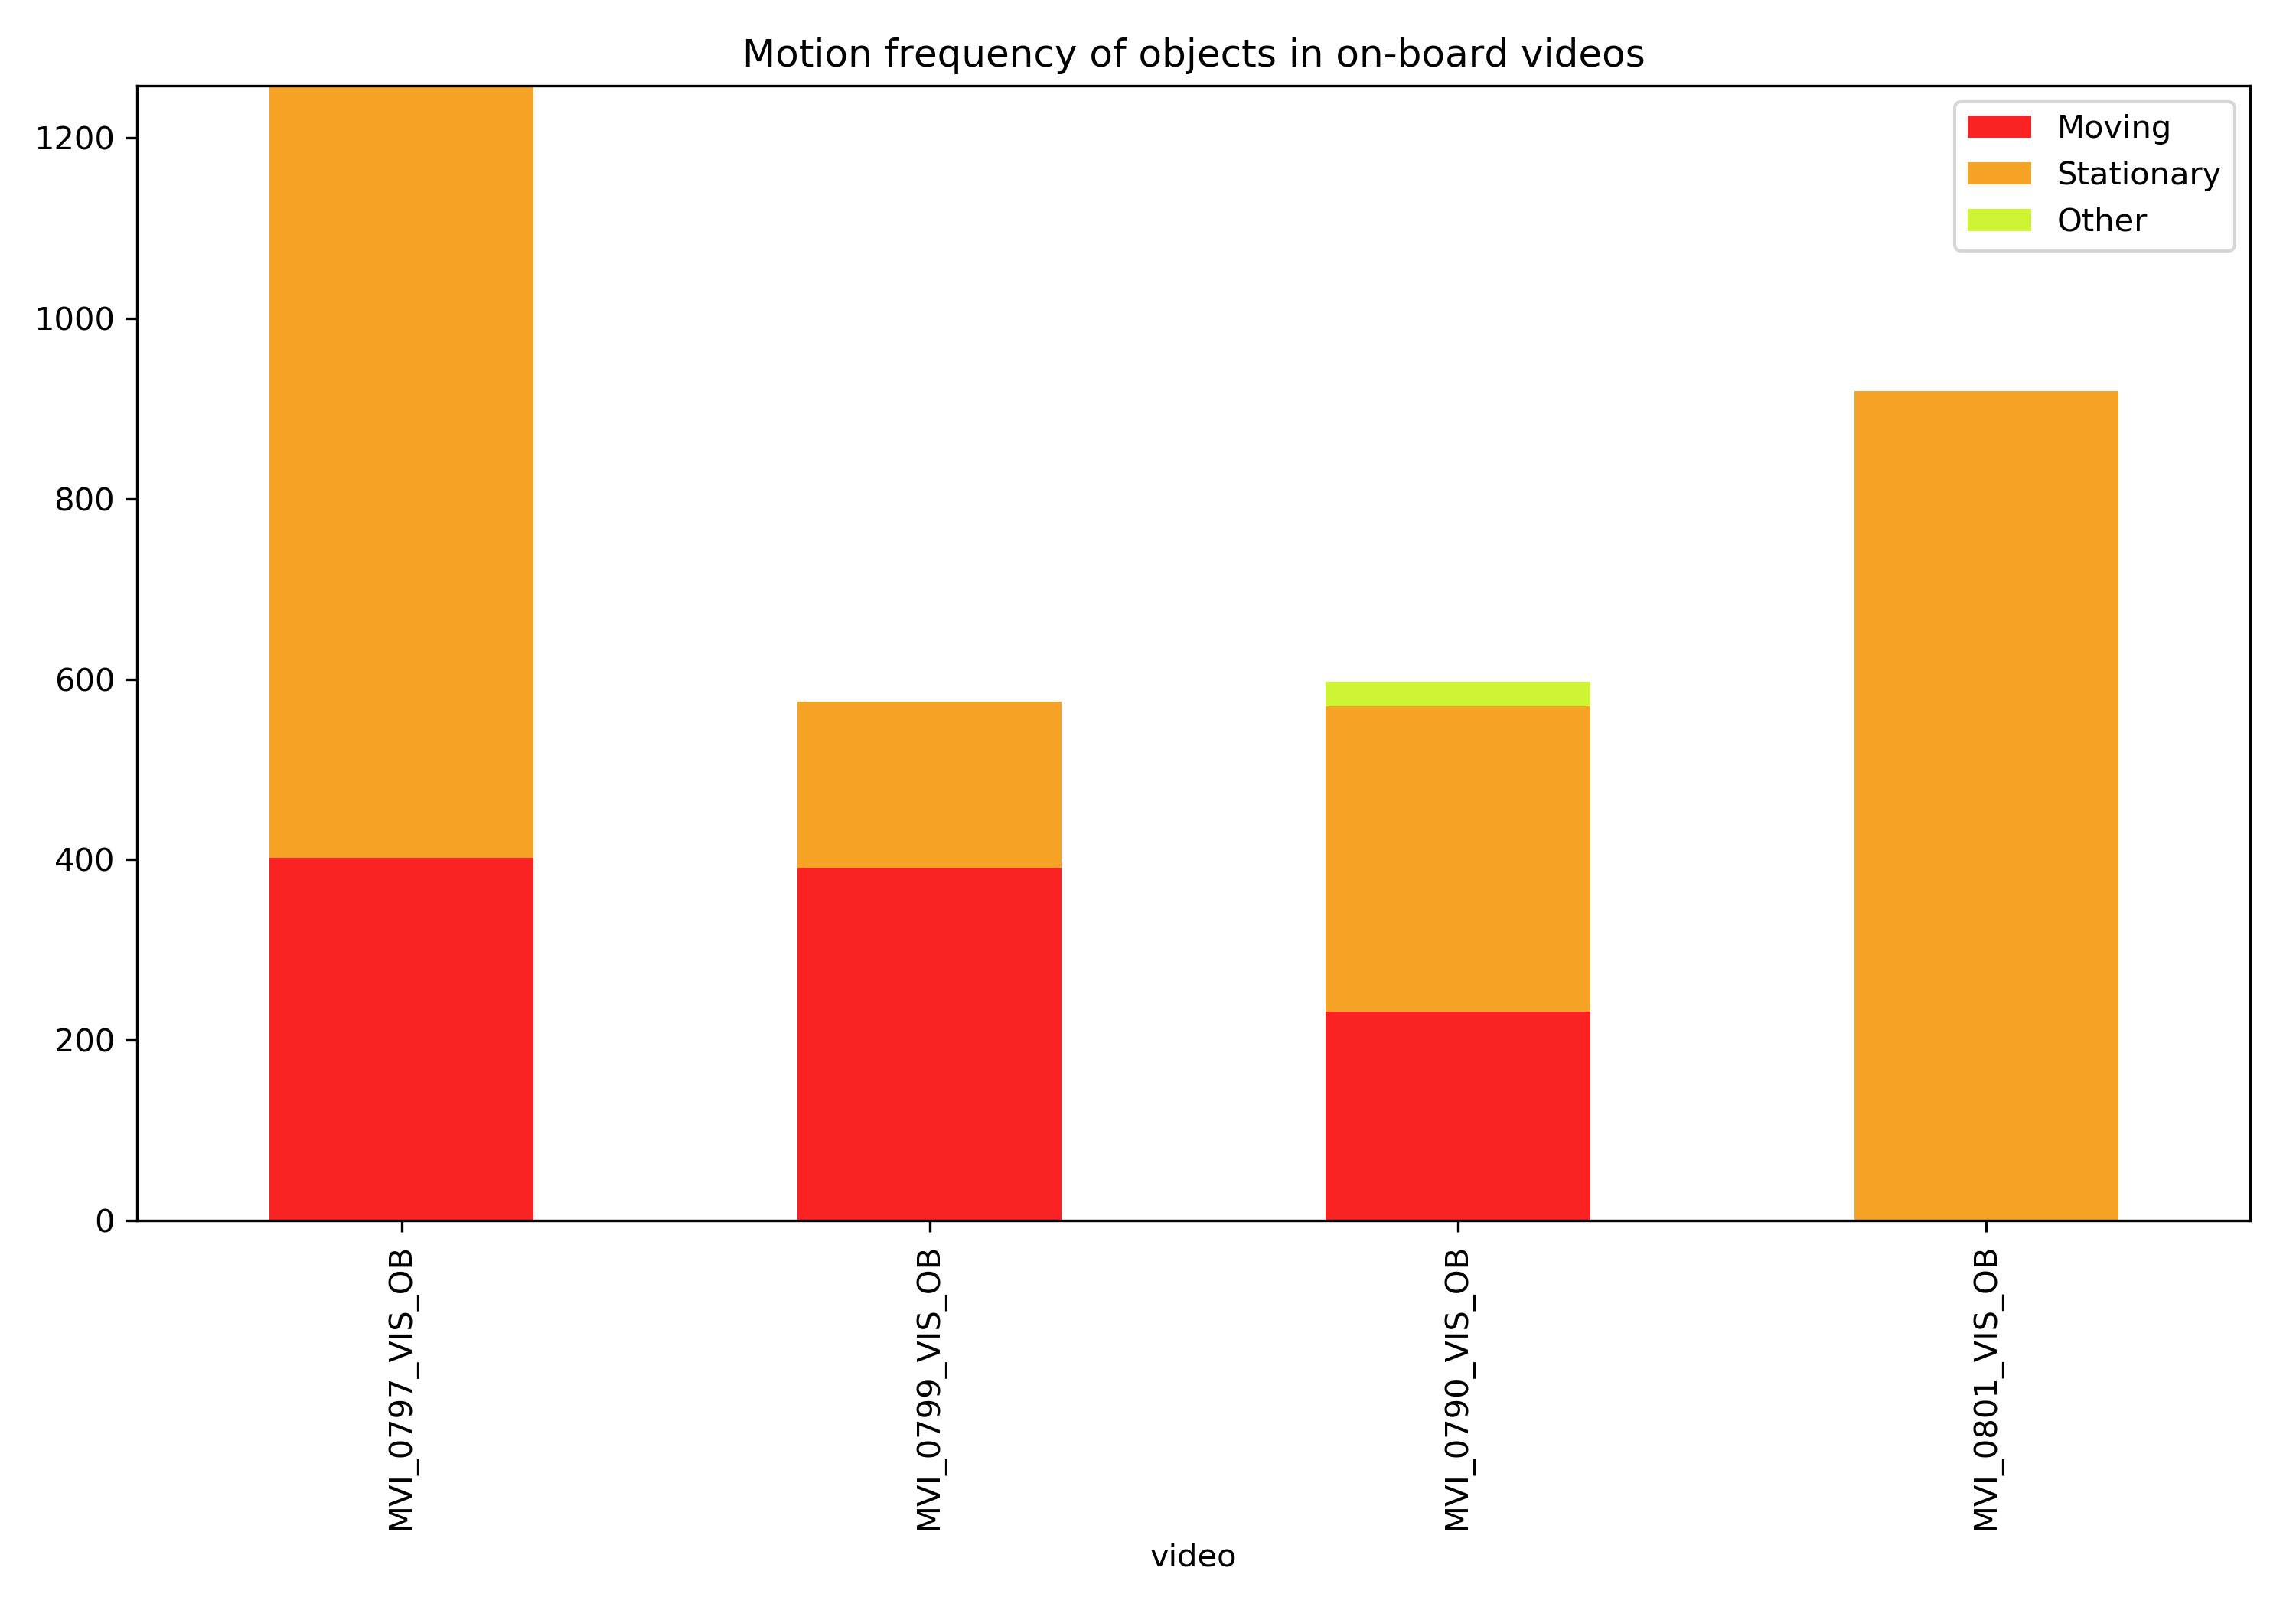 Motion frequency of objects in on-board videos
Moving
Stationary
Other
1200
1000
800
600
400
200
0
MVI_0797_VIS_OB
MVI_0799_VIS_OB
MVI_0790_VIS_OB
MVI_0801_VIS_OB
video